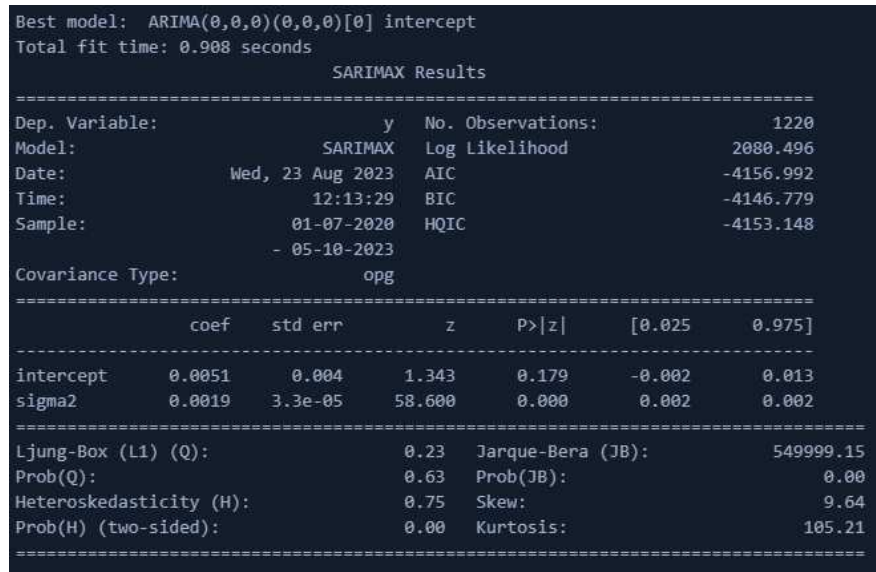 Best model:  ARIMA(0,0,0)(0,0,0)[0] intercept
Total fit time: 0.908 seconds
                               SARIMAX Results
==============================================================================
Dep. Variable:                      y   No. Observations:                 1220
Model:                        SARIMAX   Log Likelihood                2080.496
Date:                Wed, 23 Aug 2023   AIC                          -4156.992
Time:                        12:13:29   BIC                          -4146.779
Sample:                    01-07-2020   HQIC                         -4153.148
                         - 05-10-2023
Covariance Type:                  opg
==============================================================================
                 coef    std err          z      P>|z|      [0.025      0.975]
------------------------------------------------------------------------------
intercept      0.0051      0.004      1.343      0.179      -0.002       0.013
sigma2         0.0019    3.3e-05     58.600      0.000       0.002       0.002
===================================================================================
Ljung-Box (L1) (Q):                   0.23   Jarque-Bera (JB):            549999.15
Prob(Q):                              0.63   Prob(JB):                         0.00
Heteroskedasticity (H):               0.75   Skew:                             9.64
Prob(H) (two-sided):                  0.00   Kurtosis:                       105.21
===================================================================================